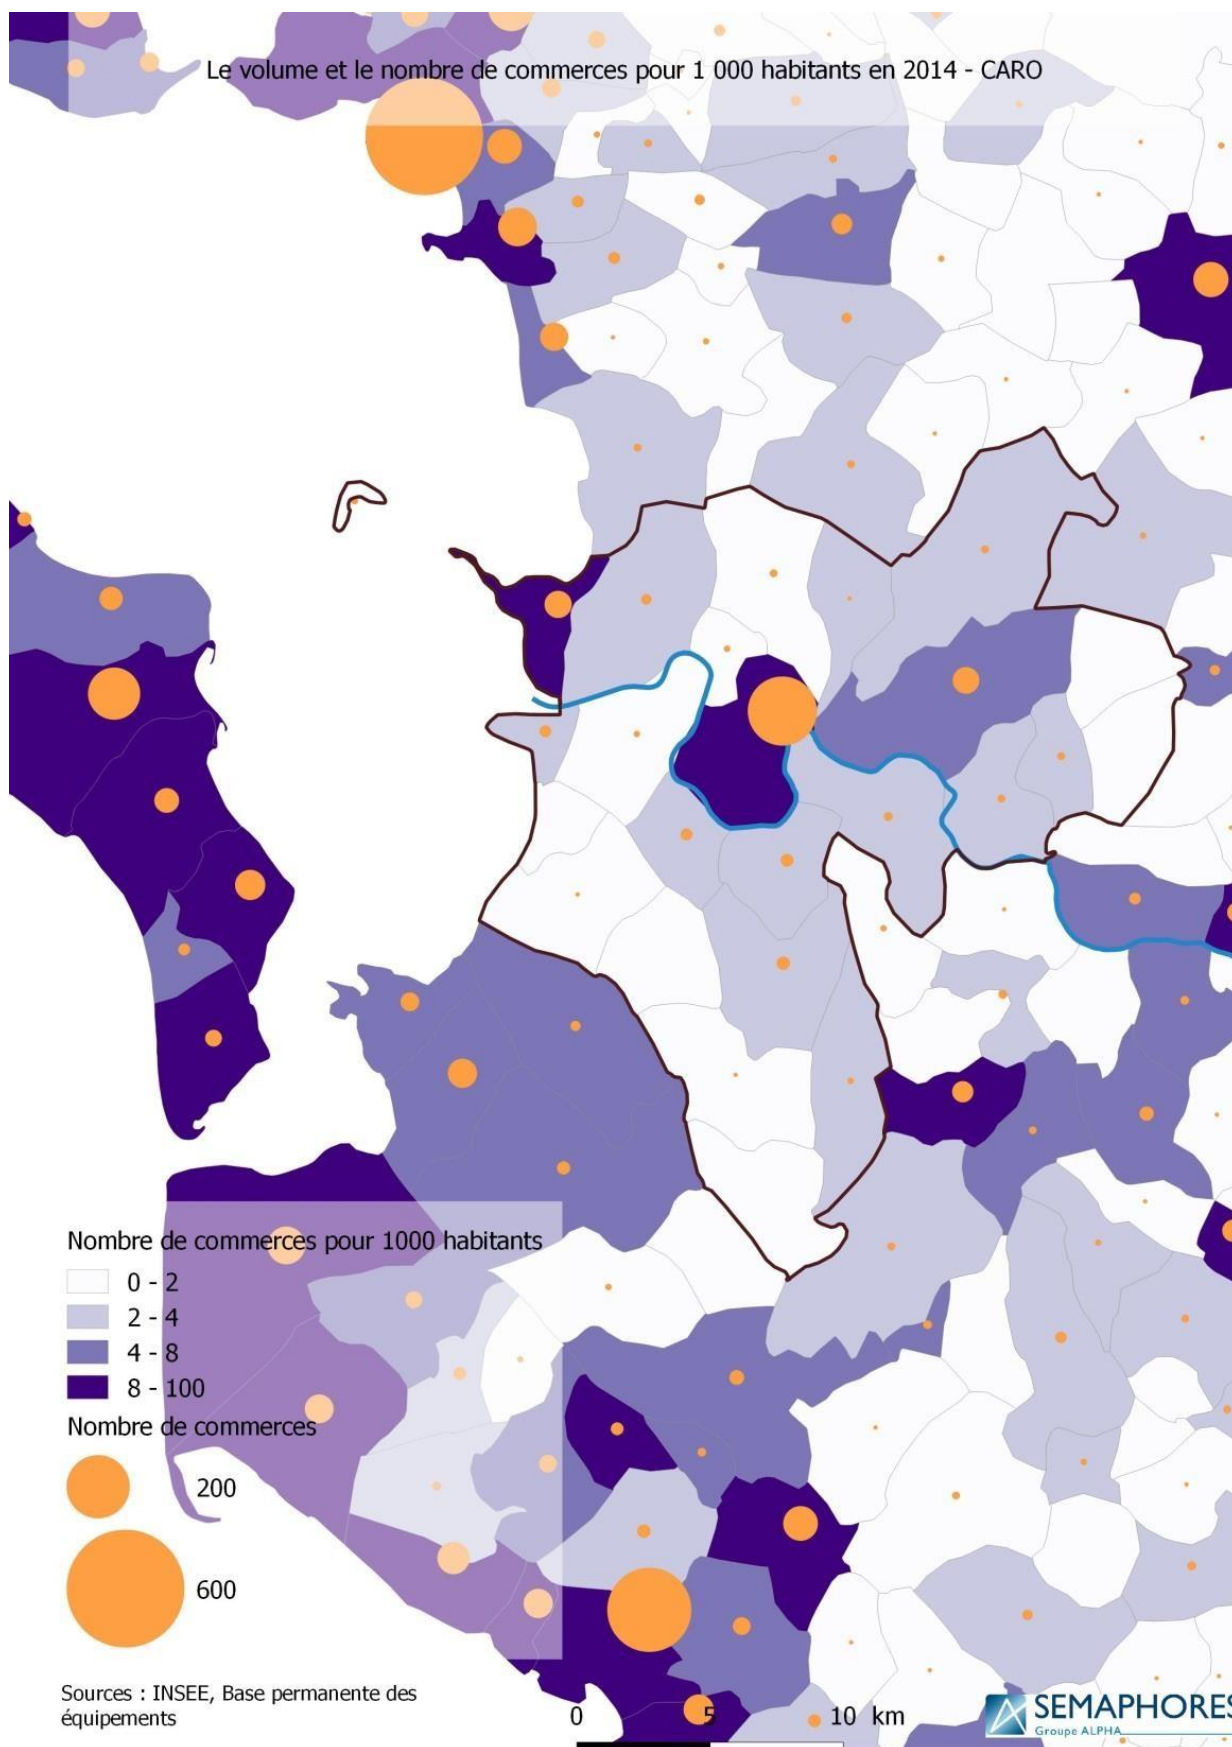 Le volume et le nombre de commerces pour 1 000 habitants en 2014 - CARO
Nombre de commerces pour 1000 habitants
0 - 2
2 - 4
4 - 8
8 - 100
Nombre de commerces
200
600
Sources : INSEE, Base permanente des
équipements
0 5 10 km
SEMAPHORES
Groupe ALPHA